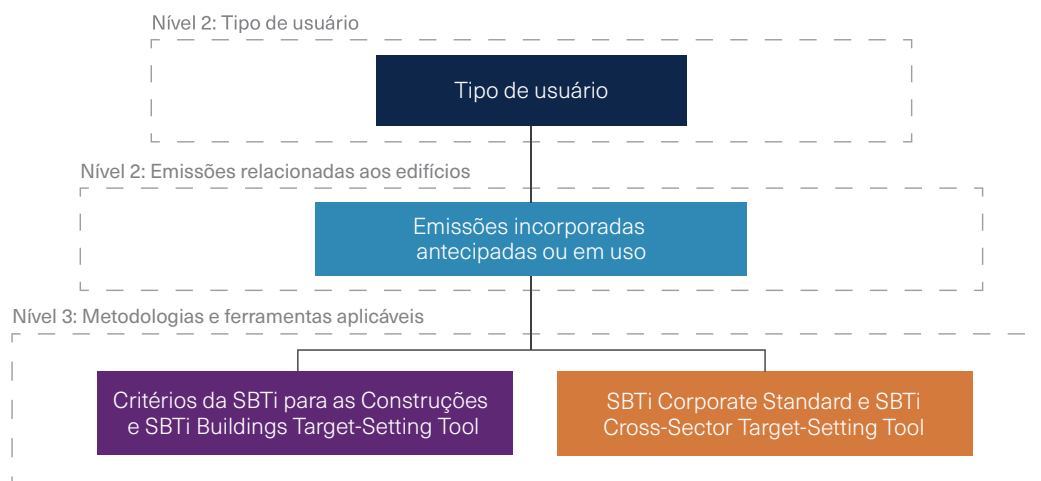 Nível 2: Tipo de usuário
Tipo de usuário
Nível 2: Emissões relacionadas aos edifícios
Emissões incorporadas
antecipadas ou em uso
Nível 3: Metodologias e ferramentas aplicáveis
Critérios da SBTi para as Construções
e SBTi Buildings Target-Setting Tool
SBTi Corporate Standard e SBTi
Cross-Sector Target-Setting Tool